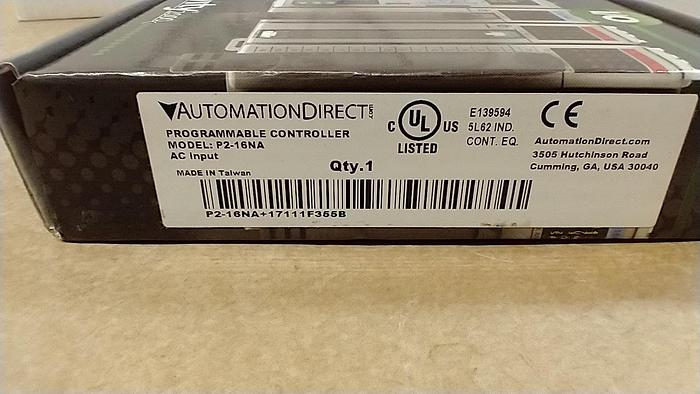 AUTOMATIONDIRECT.com
PROGRAMMABLE CONTROLLER
MODEL: P2-16NA
AC Input
Qty.1
MADE IN Taiwan
P2-16NA+17111F355B
C UL US
LISTED
E139594
5L62 IND.
CONT. EQ.
CE
AutomationDirect.com
3505 Hutchinson Road
Cumming, GA, USA 30040